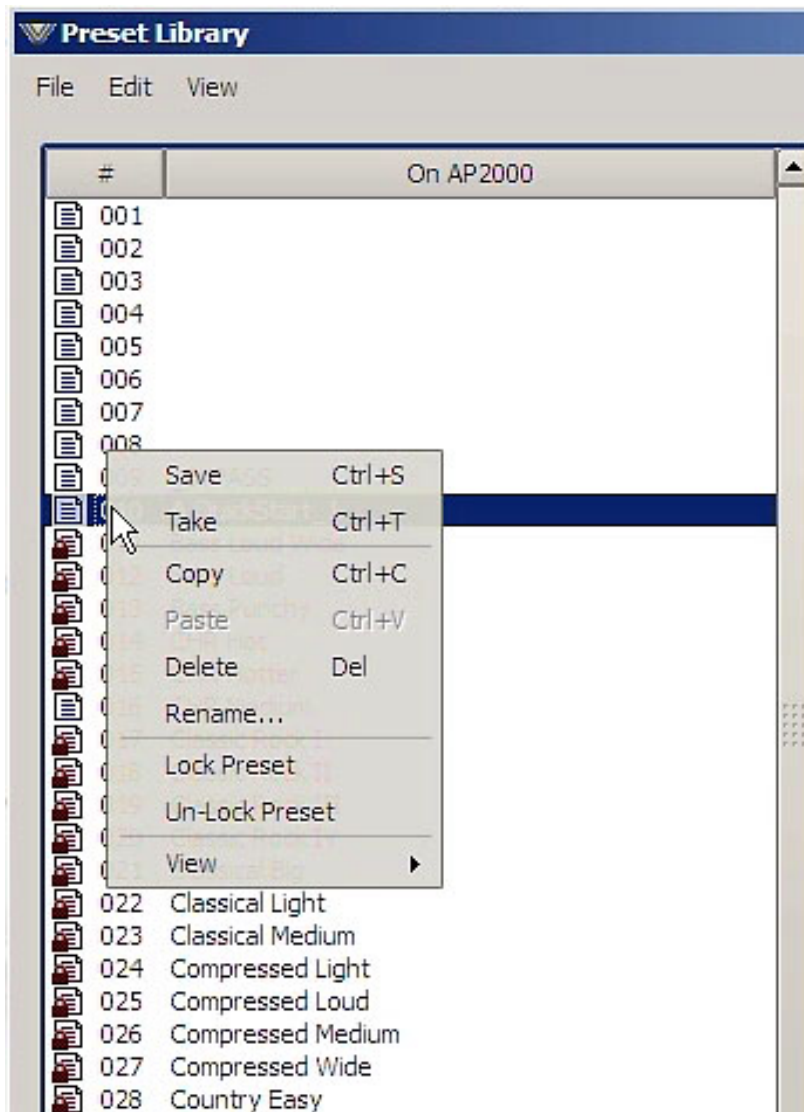 Preset Library
File Edit View
# On AP2000
001
002
003
004
005
006
007
008
009
Save Ctrl+S
Take Ctrl+T
Copy Ctrl+C
Paste Ctrl+V
Delete Del
Rename...
Lock Preset
Un-Lock Preset
View
022 Classical Light
023 Classical Medium
024 Compressed Light
025 Compressed Loud
026 Compressed Medium
027 Compressed Wide
028 Country Easy